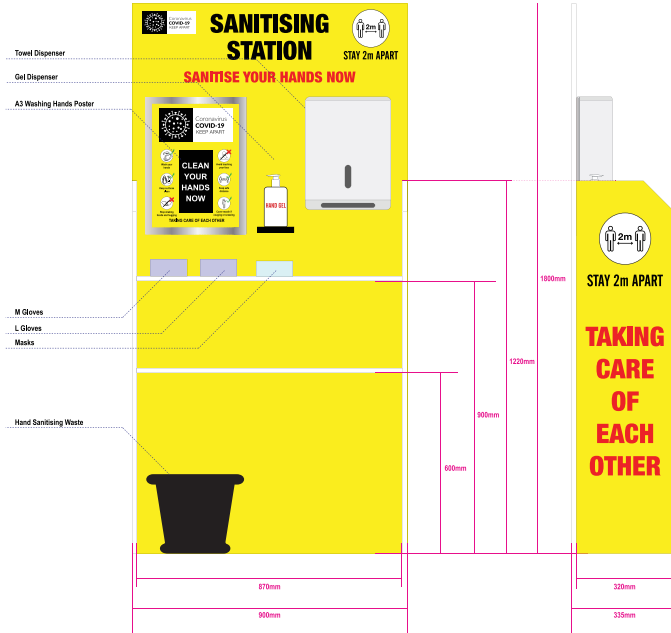 Coronavirus
COVID-19
KEEP APART
SANITISING
STATION
2m
STAY 2m APART
SANITISE YOUR HANDS NOW
Towel Dispenser
Gel Dispenser
A3 Washing Hands Poster
Coronavirus
COVID-19
KEEP APART
CLEAN
YOUR
HANDS
NOW
TAKING CARE OF EACH OTHER
HAND GEL
M Gloves
L Gloves
Masks
Hand Sanitising Waste
600mm
900mm
1220mm
1800mm
870mm
900mm
2m
STAY 2m APART
TAKING
CARE
OF
EACH
OTHER
320mm
335mm